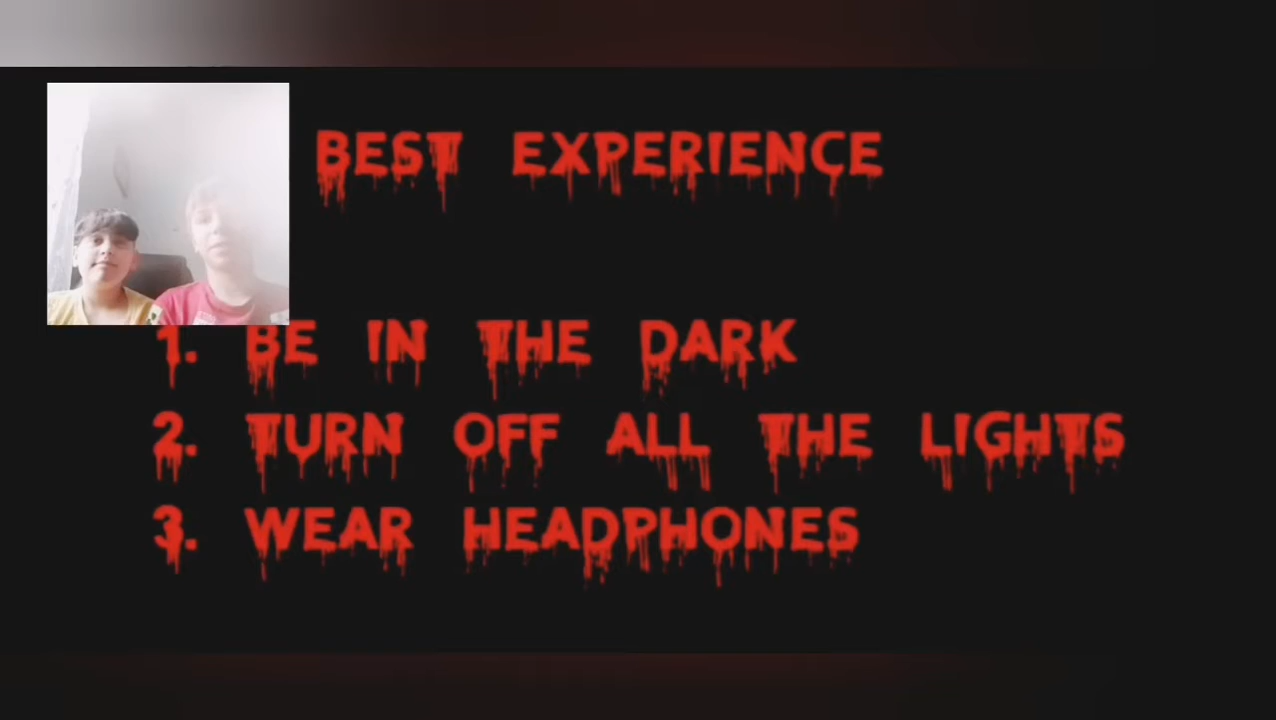 BEST EXPERIENCE
1. BE IN THE DARK
2. TURN OFF ALL THE LIGHTS
3. WEAR HEADPHONES